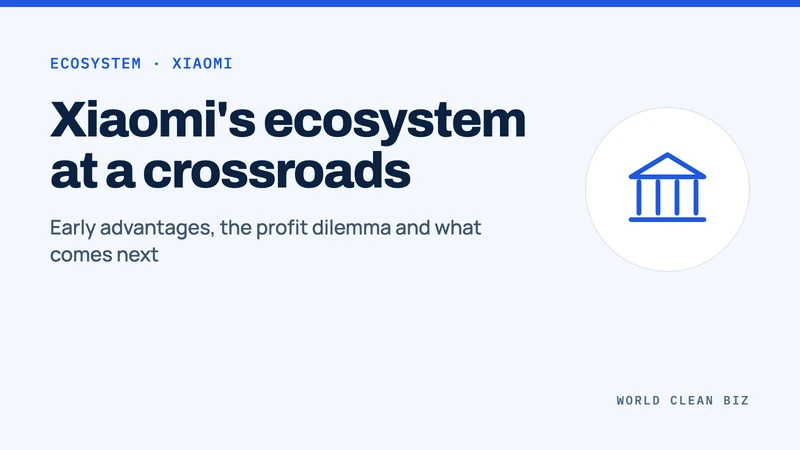 ECOSYSTEM · XIAOMI
Xiaomi's ecosystem
at a crossroads
Early advantages, the profit dilemma and what
comes next
WORLD CLEAN BIZ